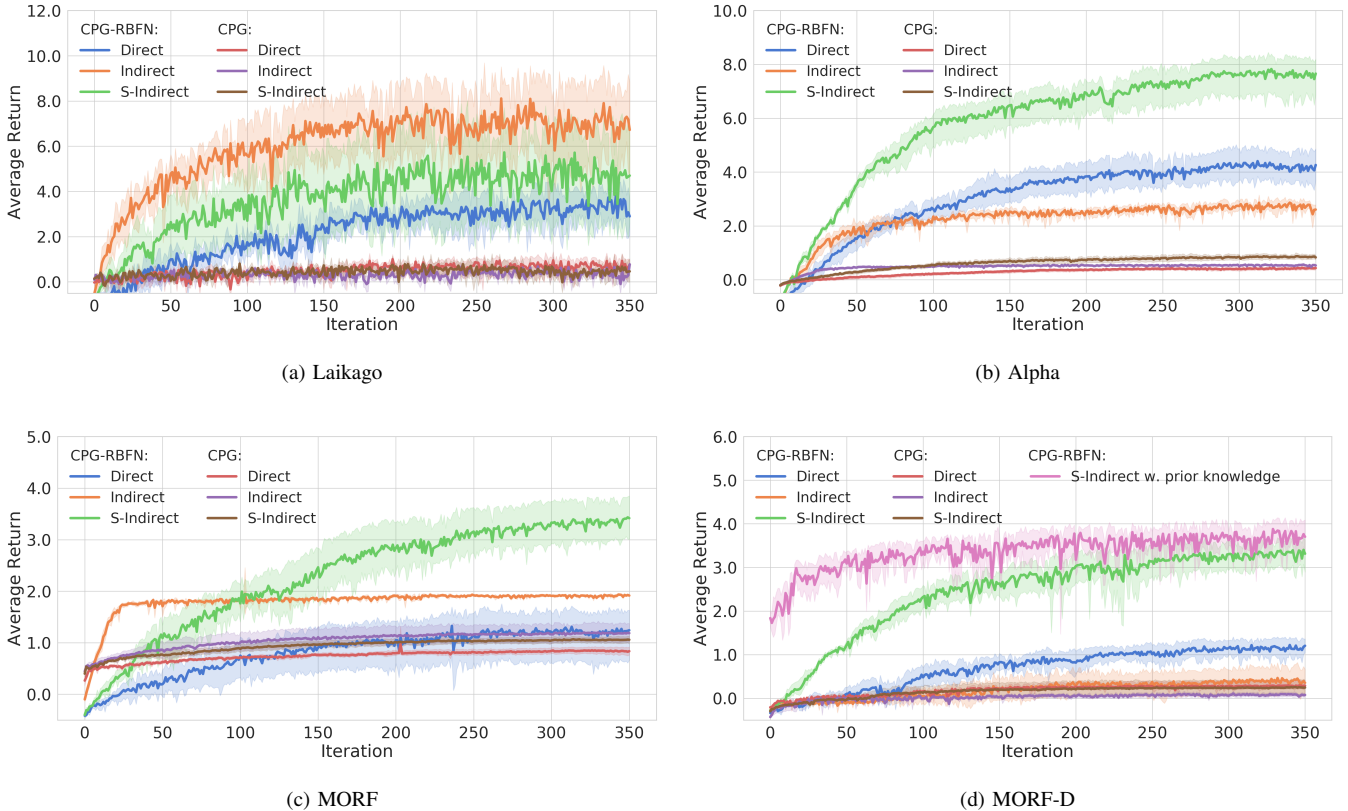 12.0
10.0
8.0
6.0
4.0
2.0
0.0
Average Return
CPG-RBFN: CPG:
Direct Direct
Indirect Indirect
S-Indirect S-Indirect
0 50 100 150 200 250 300 350
Iteration
(a) Laikago
10.0
8.0
6.0
4.0
2.0
0.0
Average Return
CPG-RBFN: CPG:
Direct Direct
Indirect Indirect
S-Indirect S-Indirect
0 50 100 150 200 250 300 350
Iteration
(b) Alpha
5.0
4.0
3.0
2.0
1.0
0.0
Average Return
CPG-RBFN: CPG:
Direct Direct
Indirect Indirect
S-Indirect S-Indirect
0 50 100 150 200 250 300 350
Iteration
(c) MORF
6.0
5.0
4.0
3.0
2.0
1.0
0.0
Average Return
CPG-RBFN: CPG: CPG-RBFN:
Direct Direct S-Indirect w. prior knowledge
Indirect Indirect
S-Indirect S-Indirect
0 50 100 150 200 250 300 350
Iteration
(d) MORF-D